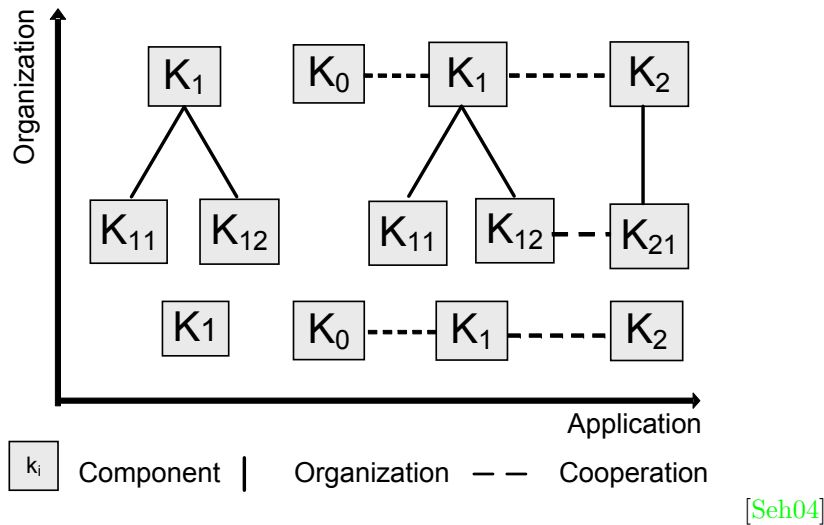 Organization
K₁ K₀ K₁ K₂
K₁₁ K₁₂ K₁₁ K₁₂ K₂₁
K1 K₀ K₁ K₂
Application
kᵢ Component Organization Cooperation
[Seh04]